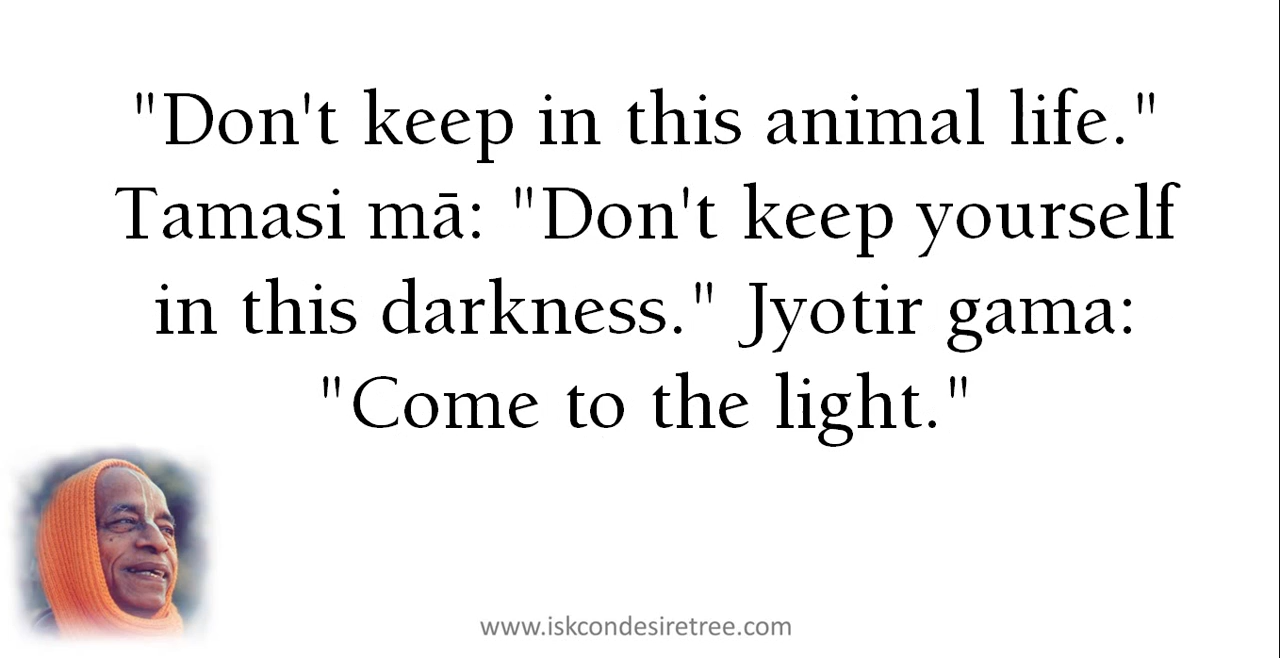 "Don't keep in this animal life."
Tamasi mā: "Don't keep yourself
in this darkness." Jyotir gama:
"Come to the light."
www.iskcondesiretree.com